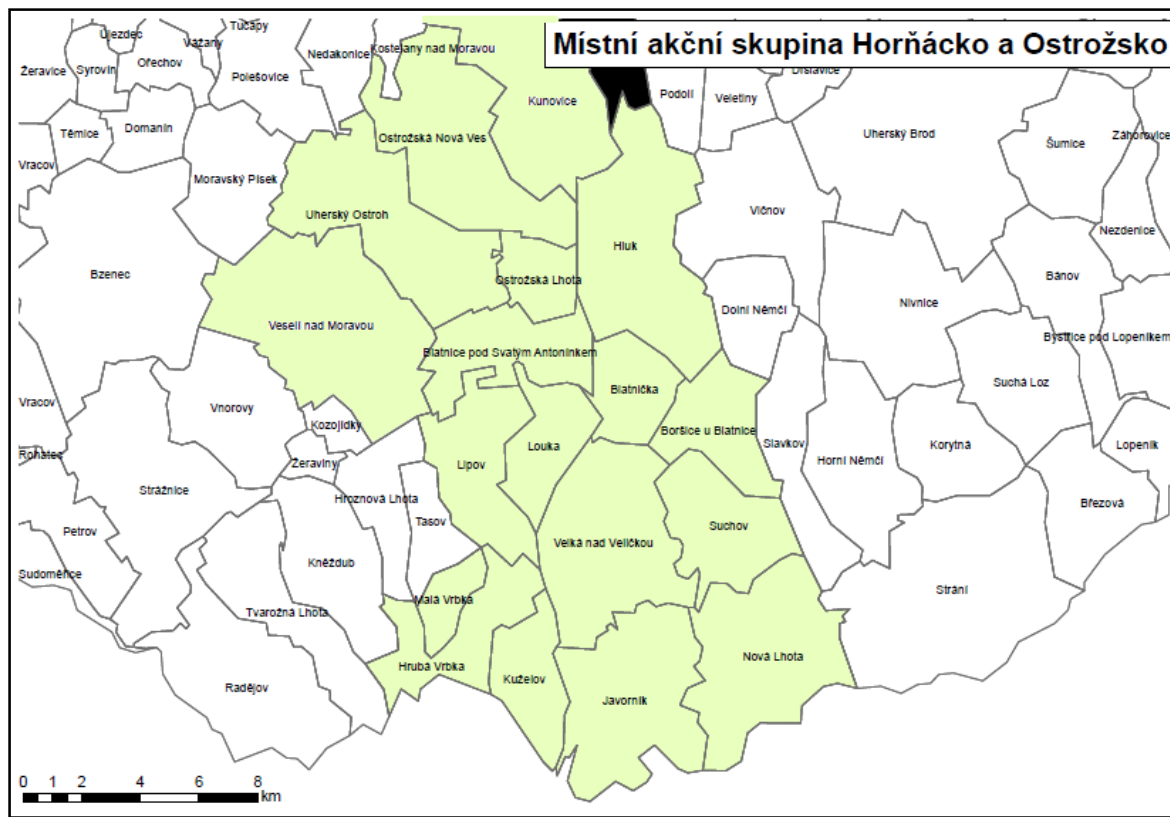 Místní akční skupina Horňácko a Ostrožsko
Újezdec
Vážany
Tučapy
Nedakonice
Kostelany nad Moravou
Žeravice
Syrovín
Ořechov
Polešovice
Kunovice
Podolí
Veletiny
Drslavice
Těmice
Domanín
Ostrožská Nová Ves
Uherský Brod
Šumice
Záhorovice
Vracov
Moravský Písek
Uherský Ostroh
Vlčnov
Nezdenice
Bzenec
Hluk
Ostrožská Lhota
Bánov
Dolní Němčí
Nivnice
Veselí nad Moravou
Bystřice pod Lopeníkem
Blatnice pod Svatým Antonínkem
Suchá Loz
Blatnička
Vracov
Vnorovy
Kozojídky
Boršice u Blatnice
Slavkov
Korytná
Lopeník
Rohatec
Žeraviny
Lipov
Louka
Horní Němčí
Strážnice
Hroznová Lhota
Tasov
Březová
Petrov
Suchov
Velká nad Veličkou
Kněždub
Sudoměřice
Strání
Malá Vrbka
Tvarožná Lhota
Hrubá Vrbka
Nová Lhota
Kuželov
Radějov
Javorník
0 1 2 4 6 8
km